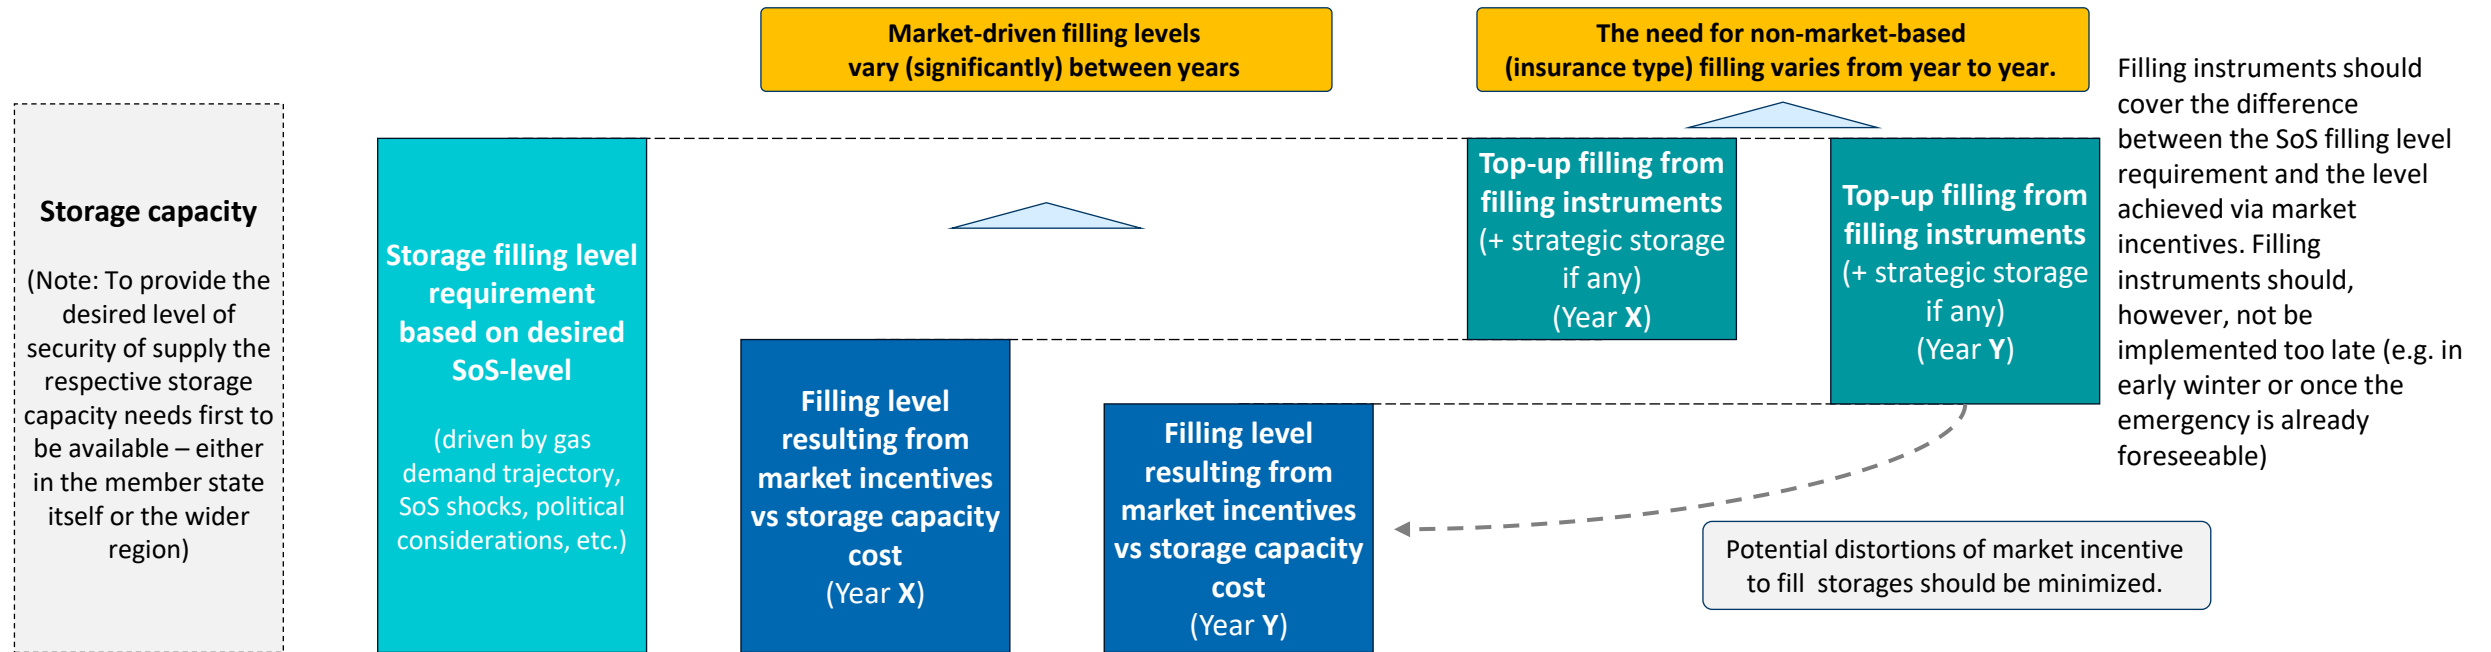 Market-driven filling levels
vary (significantly) between years
The need for non-market-based
(insurance type) filling varies from year to year.
Storage capacity
(Note: To provide the
desired level of
security of supply the
respective storage
capacity needs first to
be available – either
in the member state
itself or the wider
region)
Storage filling level
requirement
based on desired
SoS-level
(driven by gas
demand trajectory,
SoS shocks, political
considerations, etc.)
Filling level
resulting from
market incentives
vs storage capacity
cost
(Year X)
Filling level
resulting from
market incentives
vs storage capacity
cost
(Year Y)
Top-up filling from
filling instruments
(+ strategic storage
if any)
(Year X)
Top-up filling from
filling instruments
(+ strategic storage
if any)
(Year Y)
Filling instruments should
cover the difference
between the SoS filling level
requirement and the level
achieved via market
incentives. Filling
instruments should,
however, not be
implemented too late (e.g. in
early winter or once the
emergency is already
foreseeable)
Potential distortions of market incentive
to fill storages should be minimized.